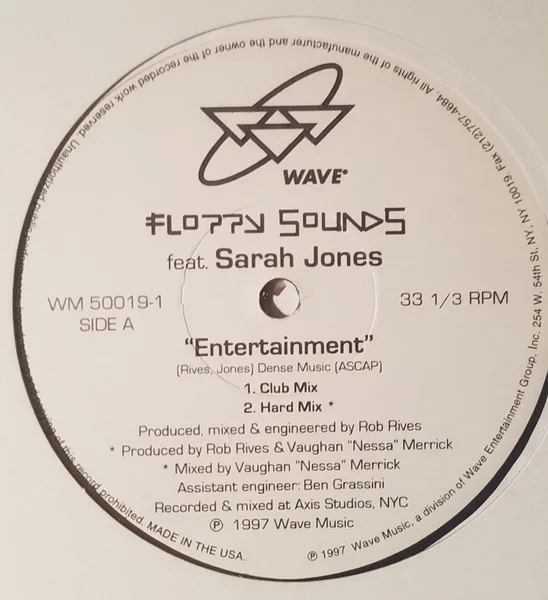 WAVE
FLOPPY SOUNDS
feat. Sarah Jones
WM 50019-1
SIDE A
33 1/3 RPM
"Entertainment"
(Rives, Jones) Dense Music (ASCAP)
1. Club Mix
2. Hard Mix *
Produced, mixed & engineered by Rob Rives
* Produced by Rob Rives & Vaughan "Nessa" Merrick
* Mixed by Vaughan "Nessa" Merrick
Assistant engineer: Ben Grassini
Recorded & mixed at Axis Studios, NYC
℗ 1997 Wave Music
℗ 1997 Wave Music, a division of Wave Entertainment Group, Inc. 254 W. 54th St, NY, NY 10019. Fax (212)757-4684. All rights of the manufacturer and the owner of the recorded work reserved. Unauthorized public of this record prohibited. MADE IN THE USA.